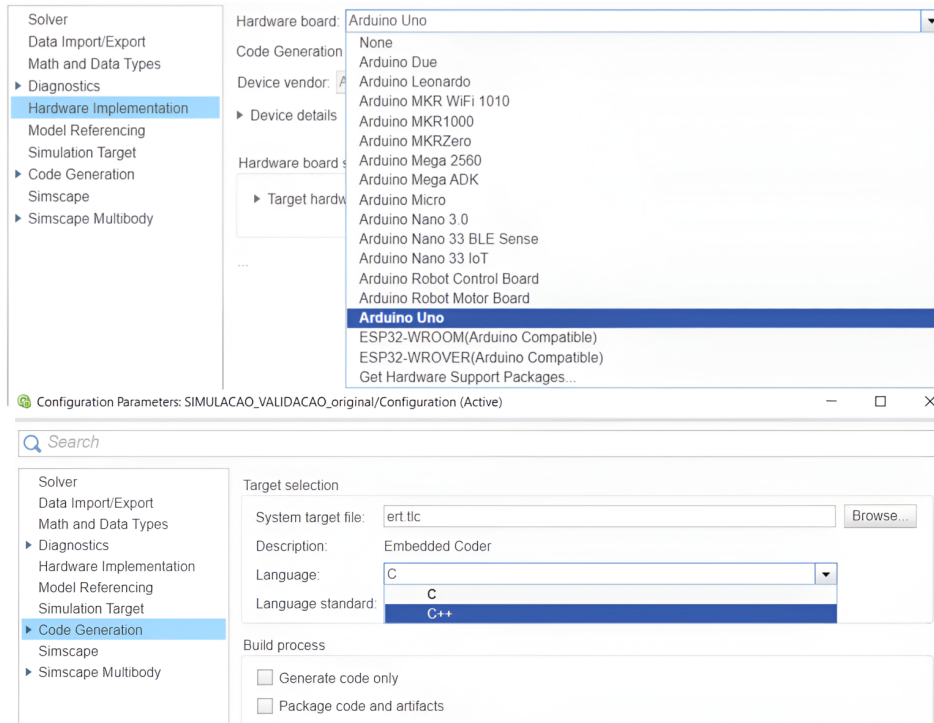 Solver
Data Import/Export
Math and Data Types
Diagnostics
Hardware Implementation
Model Referencing
Simulation Target
Code Generation
Simscape
Simscape Multibody
Hardware board: Arduino Uno
Code Generation
Device vendor: A
Device details
Hardware board s
Target hardw
...
None
Arduino Due
Arduino Leonardo
Arduino MKR WiFi 1010
Arduino MKR1000
Arduino MKRZero
Arduino Mega 2560
Arduino Mega ADK
Arduino Micro
Arduino Nano 3.0
Arduino Nano 33 BLE Sense
Arduino Nano 33 IoT
Arduino Robot Control Board
Arduino Robot Motor Board
Arduino Uno
ESP32-WROOM(Arduino Compatible)
ESP32-WROVER(Arduino Compatible)
Get Hardware Support Packages...
Configuration Parameters: SIMULACAO_VALIDACAO_original/Configuration (Active)
Search
Solver
Data Import/Export
Math and Data Types
Diagnostics
Hardware Implementation
Model Referencing
Simulation Target
Code Generation
Simscape
Simscape Multibody
Target selection
System target file: ert.tlc Browse...
Description: Embedded Coder
Language: C
C
Language standard:
C++
Build process
Generate code only
Package code and artifacts